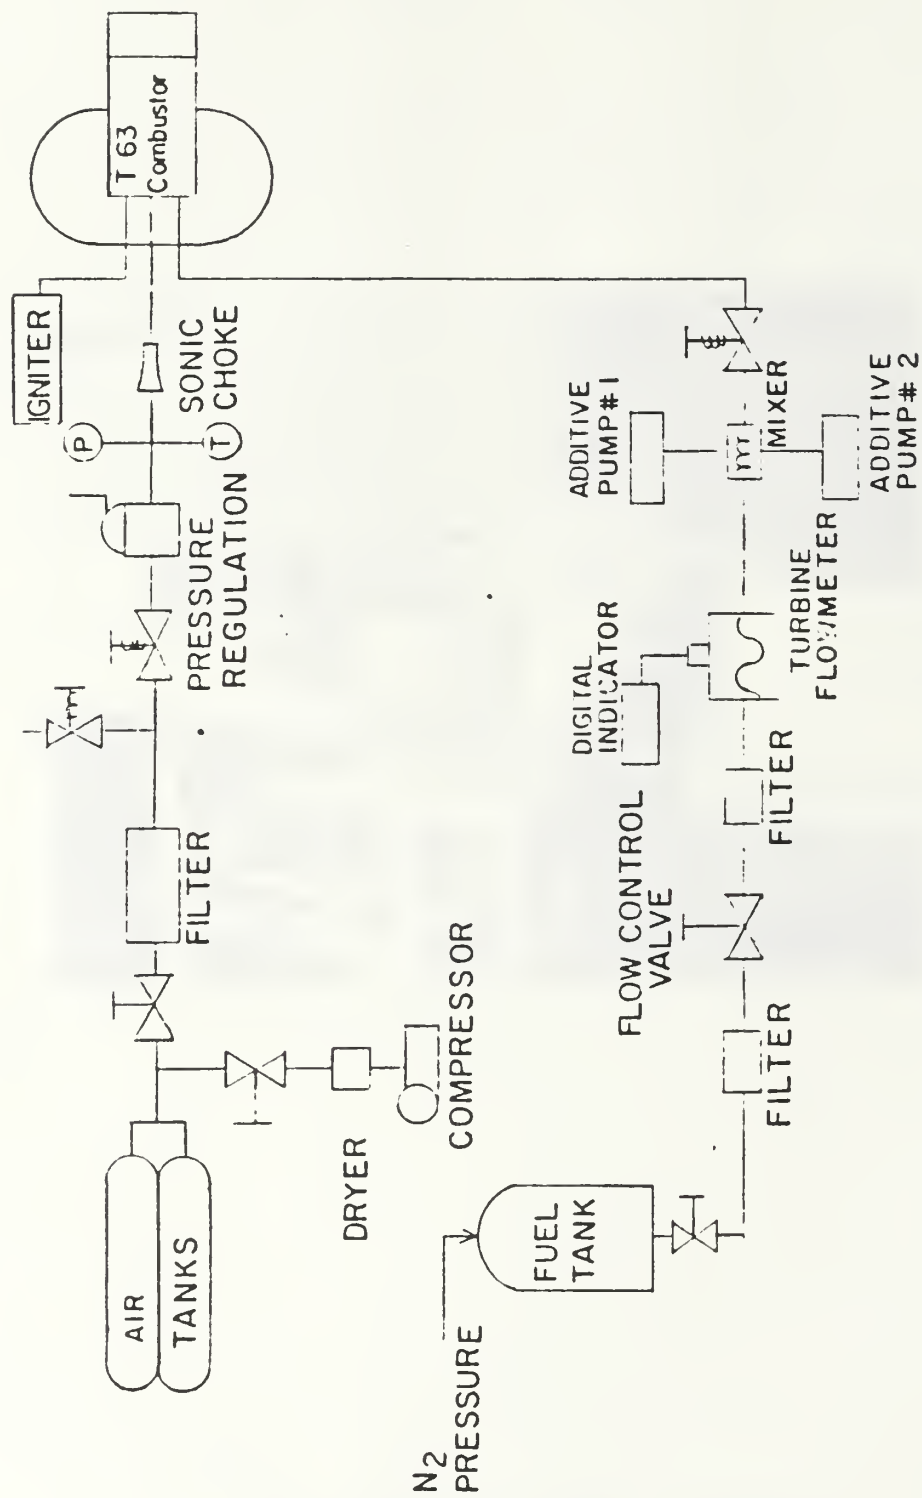 AIR
TANKS
DRYER
COMPRESSOR
FILTER
PRESSURE
REGULATION
P
T
SONIC
CHOKE
IGNITER
T 63
Combustor
N2
PRESSURE
FUEL
TANK
FILTER
FLOW CONTROL
VALVE
FILTER
DIGITAL
INDICATOR
TURBINE
FLOWMETER
ADDITIVE
PUMP#1
MIXER
ADDITIVE
PUMP# 2